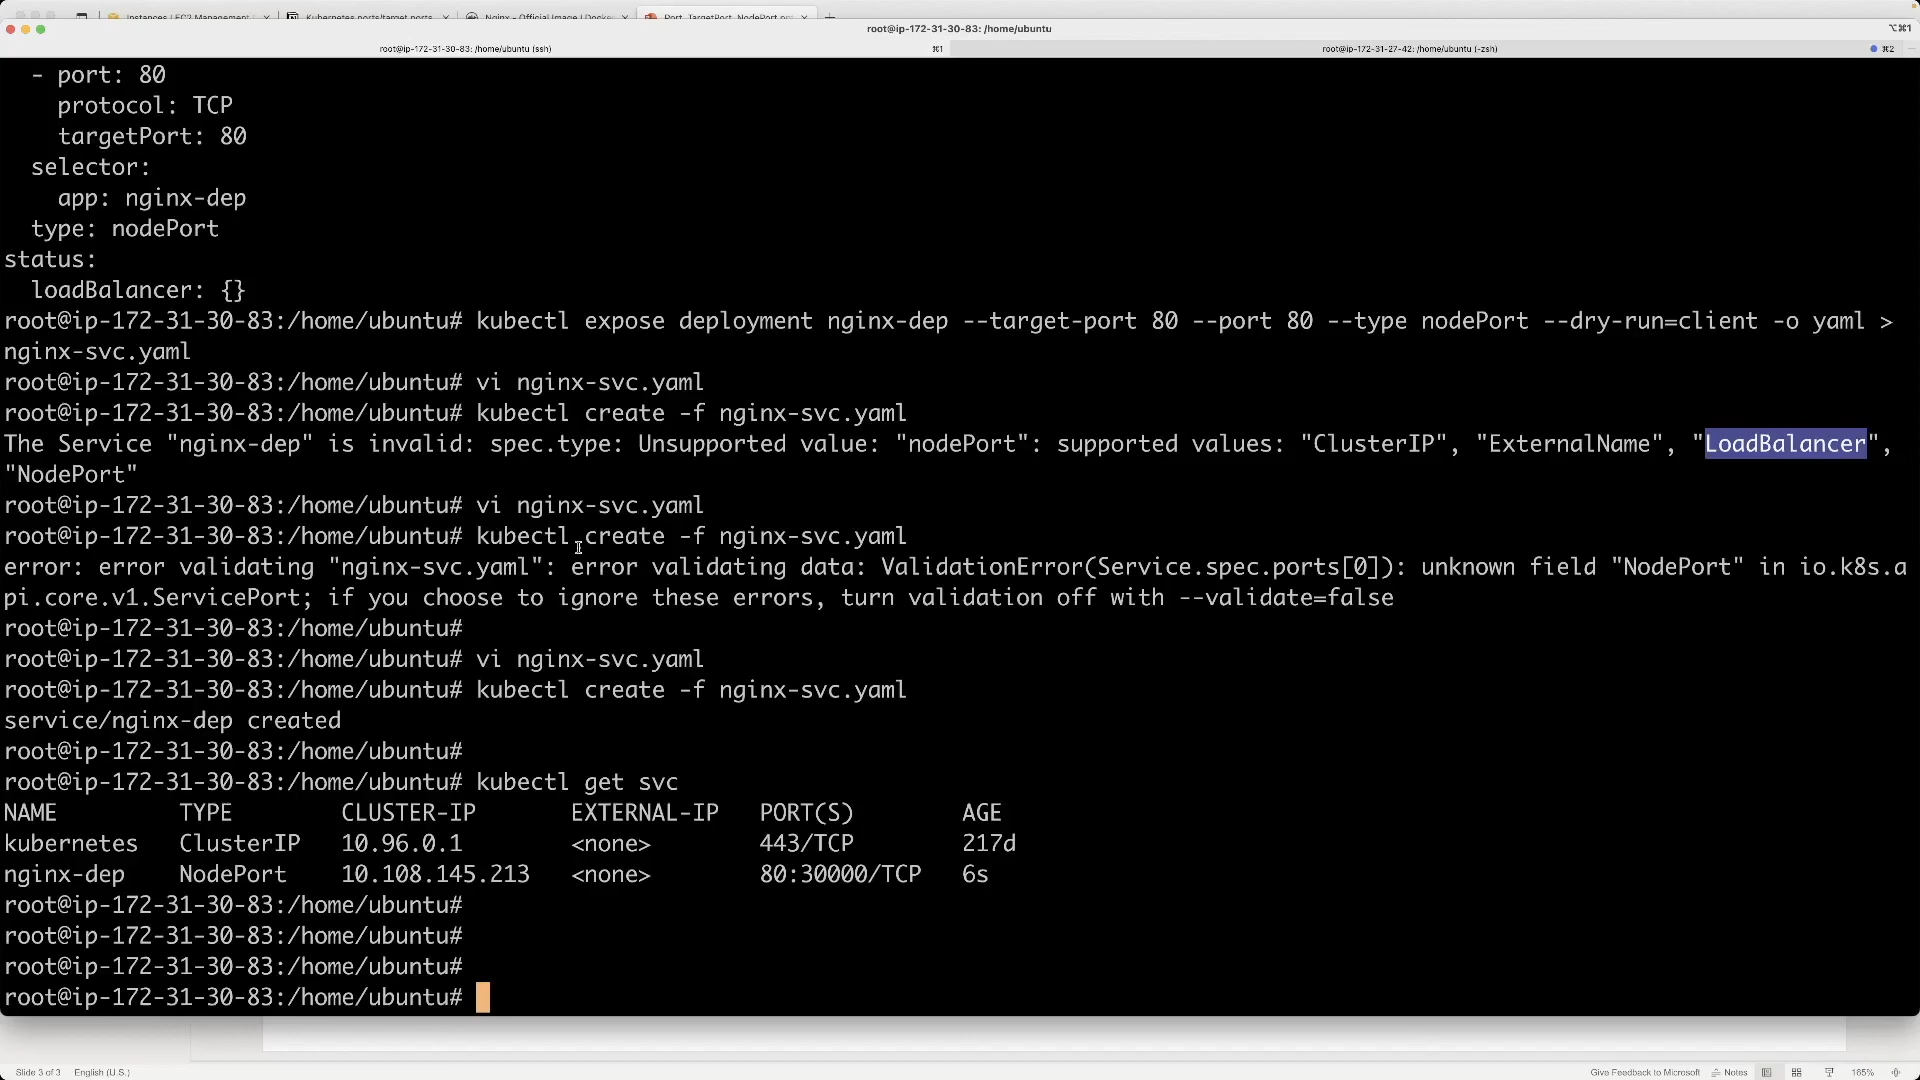 Instances | EC2 Management
Kubernetes ports/target ports
Nginx - Official Image | Docker
Port, TargetPort, NodePort
root@ip-172-31-30-83: /home/ubuntu
⌥⌘1
root@ip-172-31-30-83: /home/ubuntu (ssh)
⌘1
root@ip-172-31-27-42: /home/ubuntu (-zsh)
⌘2
- port: 80
protocol: TCP
targetPort: 80
selector:
app: nginx-dep
type: nodePort
status:
loadBalancer: {}
root@ip-172-31-30-83:/home/ubuntu# kubectl expose deployment nginx-dep --target-port 80 --port 80 --type nodePort --dry-run=client -o yaml >
nginx-svc.yaml
root@ip-172-31-30-83:/home/ubuntu# vi nginx-svc.yaml
root@ip-172-31-30-83:/home/ubuntu# kubectl create -f nginx-svc.yaml
The Service "nginx-dep" is invalid: spec.type: Unsupported value: "nodePort": supported values: "ClusterIP", "ExternalName", "LoadBalancer",
"NodePort"
root@ip-172-31-30-83:/home/ubuntu# vi nginx-svc.yaml
root@ip-172-31-30-83:/home/ubuntu# kubectl create -f nginx-svc.yaml
error: error validating "nginx-svc.yaml": error validating data: ValidationError(Service.spec.ports[0]): unknown field "NodePort" in io.k8s.a
pi.core.v1.ServicePort; if you choose to ignore these errors, turn validation off with --validate=false
root@ip-172-31-30-83:/home/ubuntu#
root@ip-172-31-30-83:/home/ubuntu# vi nginx-svc.yaml
root@ip-172-31-30-83:/home/ubuntu# kubectl create -f nginx-svc.yaml
service/nginx-dep created
root@ip-172-31-30-83:/home/ubuntu#
root@ip-172-31-30-83:/home/ubuntu# kubectl get svc
NAME TYPE CLUSTER-IP EXTERNAL-IP PORT(S) AGE
kubernetes ClusterIP 10.96.0.1 <none> 443/TCP 217d
nginx-dep NodePort 10.108.145.213 <none> 80:30000/TCP 6s
root@ip-172-31-30-83:/home/ubuntu#
root@ip-172-31-30-83:/home/ubuntu#
root@ip-172-31-30-83:/home/ubuntu#
root@ip-172-31-30-83:/home/ubuntu#
Slide 3 of 3 English (U.S.)
Give Feedback to Microsoft Notes 185%